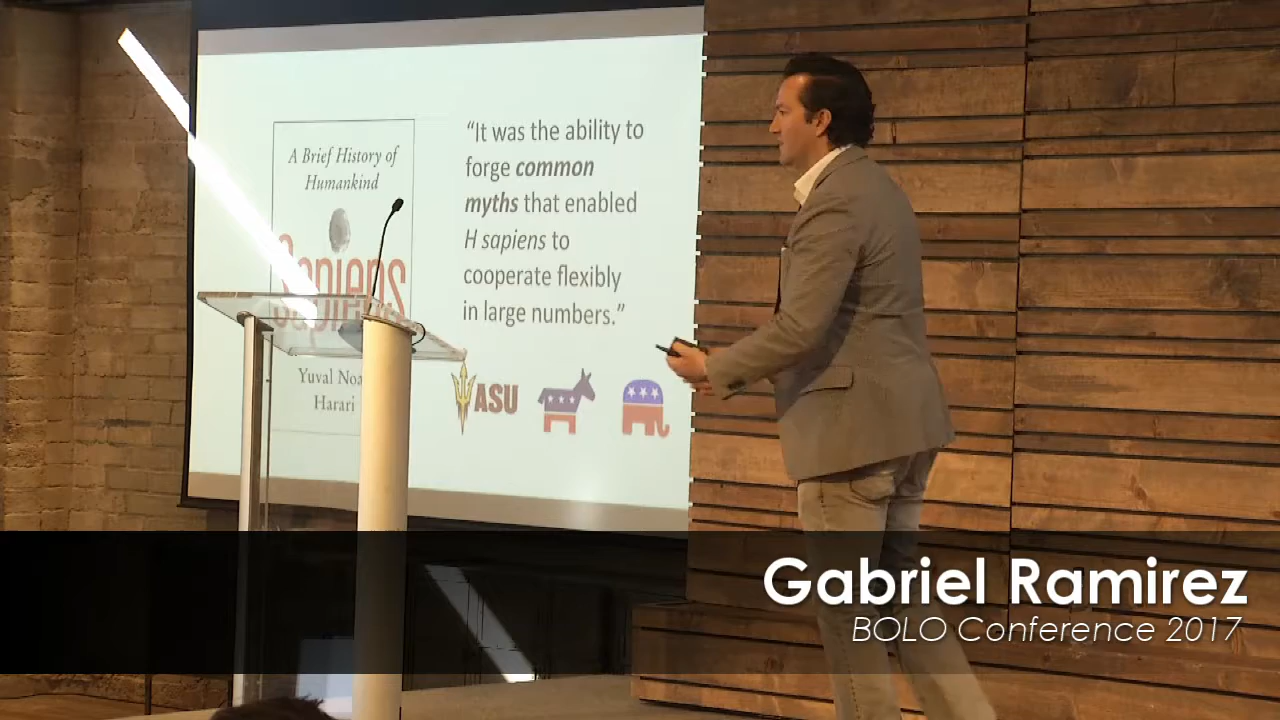 A Brief History of
Humankind
Sapiens
Yuval Noa
Harari
“It was the ability to
forge common
myths that enabled
H sapiens to
cooperate flexibly
in large numbers.”
ASU
Gabriel Ramirez
BOLO Conference 2017